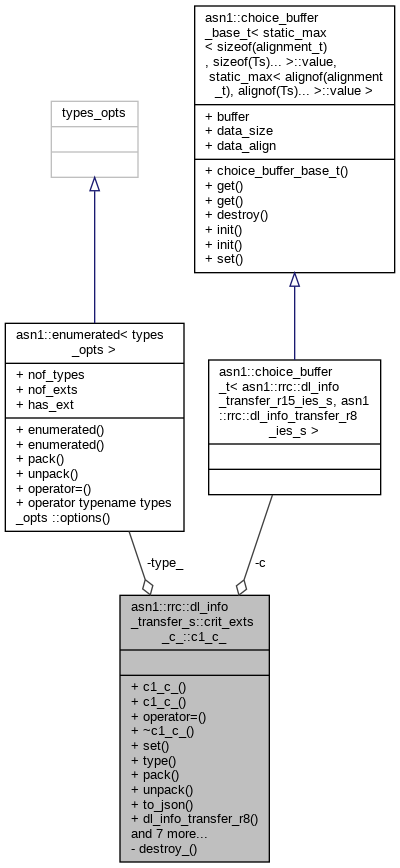 asn1::choice_buffer
_base_t< static_max
< sizeof(alignment_t)
, sizeof(Ts)... >::value,
static_max< alignof(alignment
_t), alignof(Ts)... >::value >
+ buffer
+ data_size
+ data_align
+ choice_buffer_base_t()
+ get()
+ get()
+ destroy()
+ init()
+ init()
+ set()
types_opts
asn1::enumerated< types
_opts >
+ nof_types
+ nof_exts
+ has_ext
+ enumerated()
+ enumerated()
+ pack()
+ unpack()
+ operator=()
+ operator typename types
_opts ::options()
asn1::choice_buffer
_t< asn1::rrc::dl_info
_transfer_r15_ies_s, asn1
::rrc::dl_info_transfer_r8
_ies_s >
-type_
-c
asn1::rrc::dl_info
_transfer_s::crit_exts
_c_::c1_c_
+ c1_c_()
+ c1_c_()
+ operator=()
+ ~c1_c_()
+ set()
+ type()
+ pack()
+ unpack()
+ to_json()
+ dl_info_transfer_r8()
and 7 more...
- destroy_()